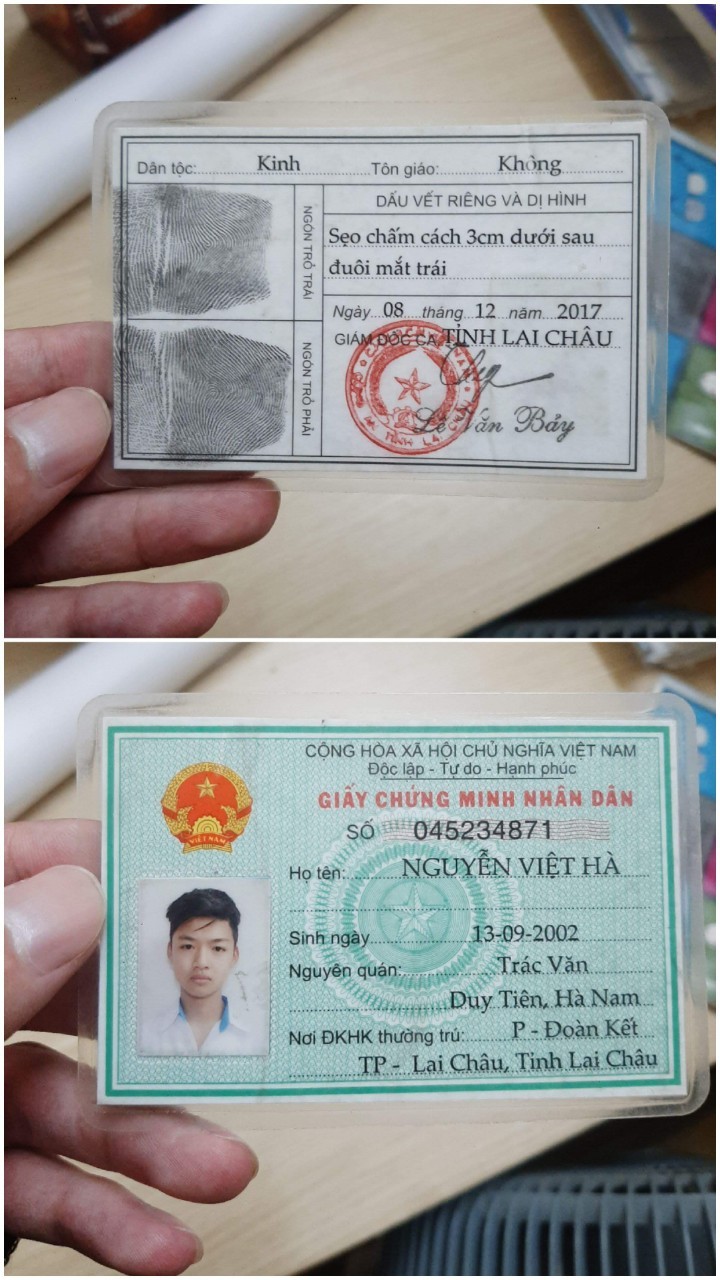 Dân tộc: Kinh Tôn giáo: Không
NGÓN TRỎ TRÁI
NGÓN TRỎ PHẢI
DẤU VẾT RIÊNG VÀ DỊ HÌNH
Sẹo chấm cách 3cm dưới sau
đuôi mắt trái
Ngày 08 tháng 12 năm 2017
GIÁM ĐỐC CA TỈNH LAI CHÂU
Lê Văn Bảy
CỘNG HÒA XÃ HỘI CHỦ NGHĨA VIỆT NAM
Độc lập - Tự do - Hạnh phúc
GIẤY CHỨNG MINH NHÂN DÂN
SỐ 045234871
VIỆT NAM
Họ tên: NGUYỄN VIỆT HÀ
Sinh ngày 13-09-2002
Nguyên quán: Trác Văn
Duy Tiên, Hà Nam
Nơi ĐKHK thường trú: P - Đoàn Kết
TP - Lai Châu, Tỉnh Lai Châu